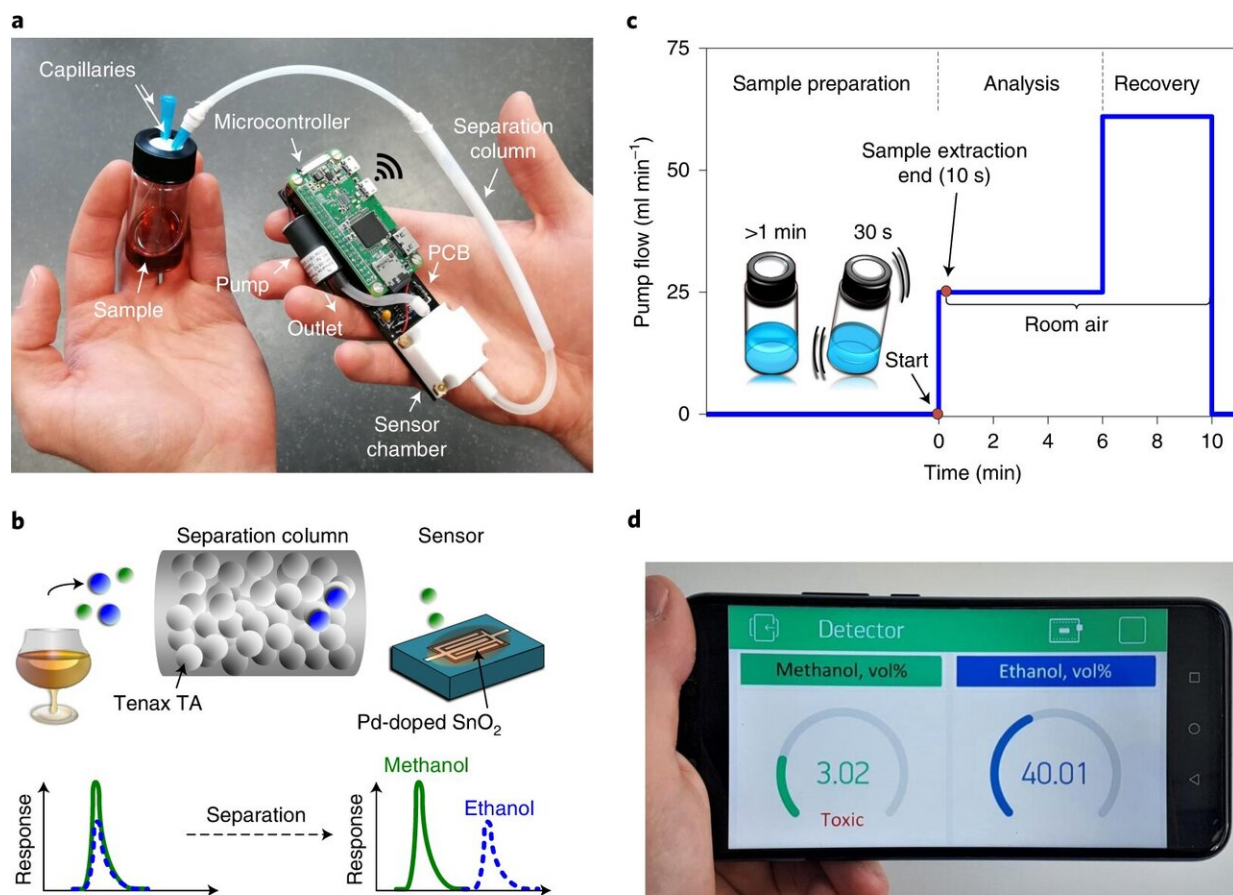 a
Capillaries
Microcontroller
Separation
column
PCB
Pump
Sample
Outlet
Sensor
chamber
b
Separation column
Sensor
Tenax TA
Pd-doped SnO₂
Response
Separation
Response
Methanol
Ethanol
c
75
50
25
0
Pump flow (ml min⁻¹)
Sample preparation
Analysis
Recovery
Sample extraction
end (10 s)
>1 min
30 s
Room air
Start
0 2 4 6 8 10
Time (min)
d
Detector
Methanol, vol%
Ethanol, vol%
3.02
40.01
Toxic